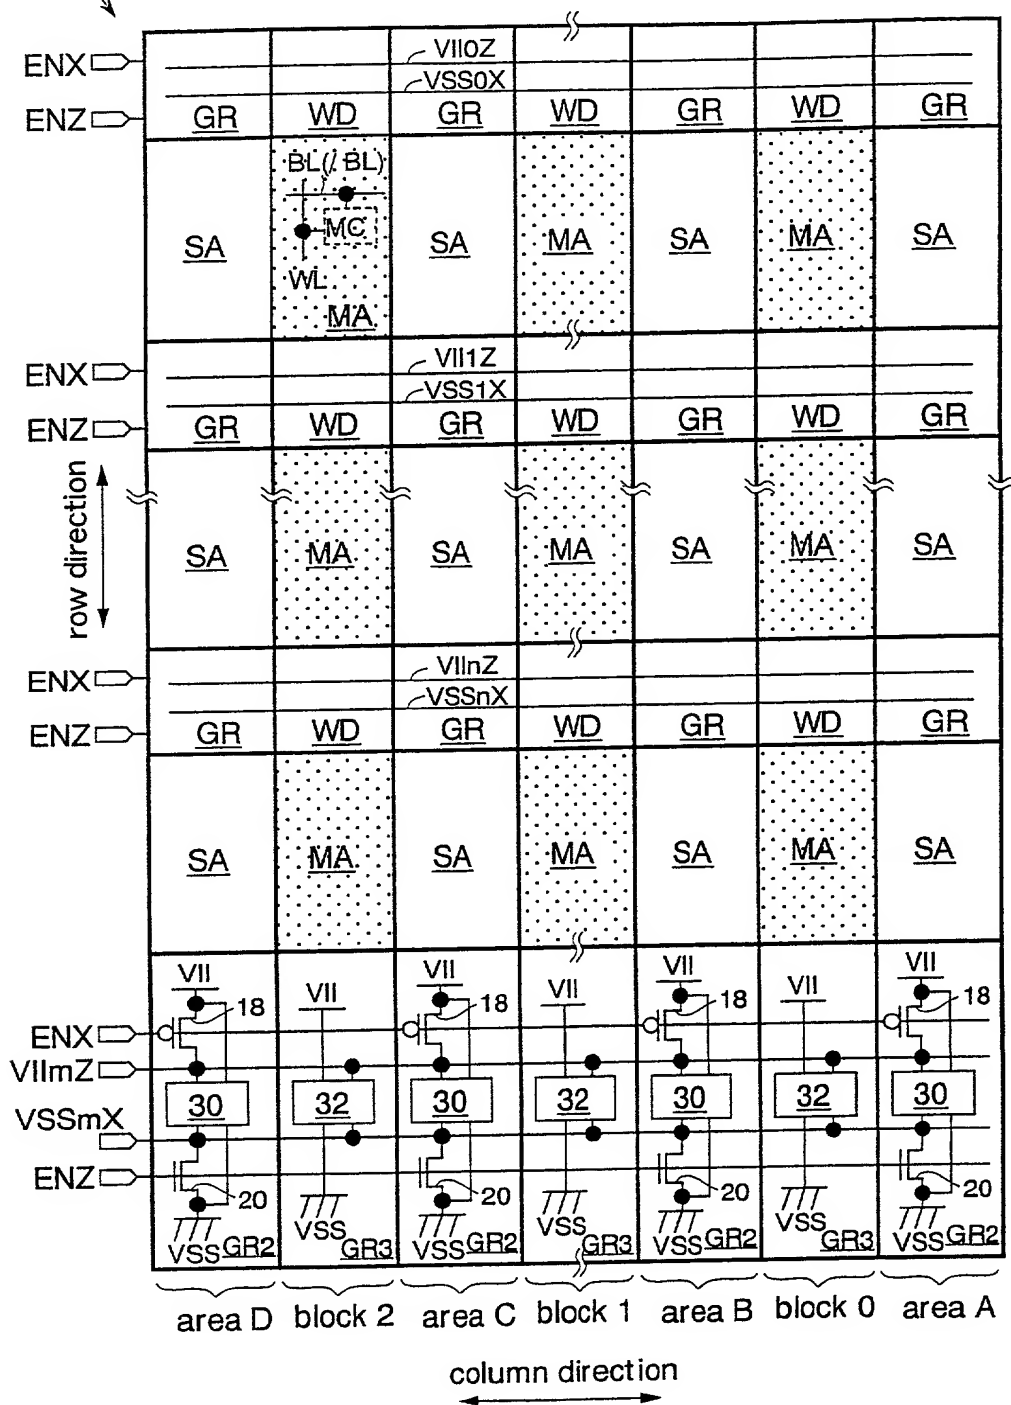 VII0Z
ENX
VSS0X
ENZ GR WD GR WD GR WD GR
BL(/BL)
MC
SA SA MA SA MA SA
WL
MA
VII1Z
ENX
VSS1X
ENZ GR WD GR WD GR WD GR
row direction
SA MA SA MA SA MA SA
VIInZ
ENX
VSSnX
ENZ GR WD GR WD GR WD GR
SA MA SA MA SA MA SA
VII VII VII VII VII VII VII
18 18 18 18
ENX
VIImZ
30 32 30 32 30 32 30
VSSmX
ENZ
20 20 20 20
VSS VSS VSS VSS VSS VSS VSS
GR2 GR3 GR2 GR3 GR2 GR3 GR2
area D block 2 area C block 1 area B block 0 area A
column direction